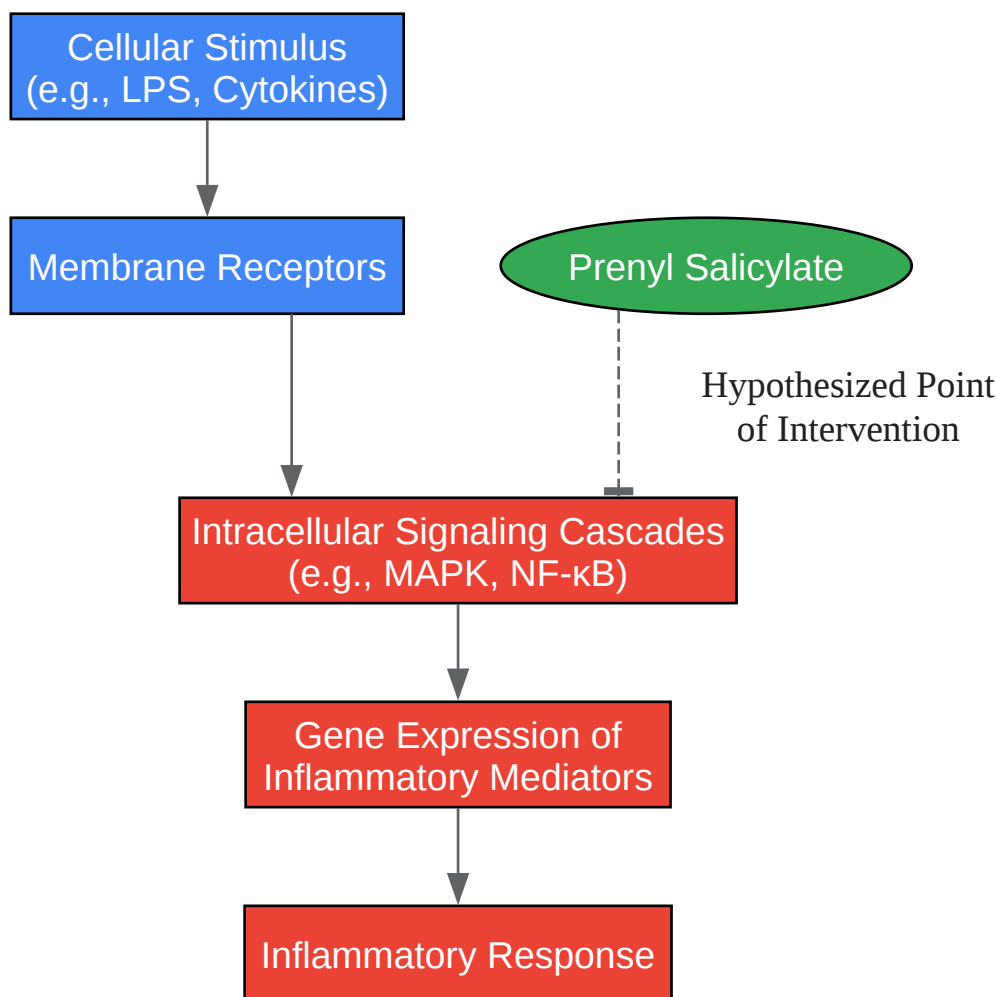 Cellular Stimulus
(e.g., LPS, Cytokines)
Membrane Receptors
Prenyl Salicylate
Hypothesized Point
of Intervention
Intracellular Signaling Cascades
(e.g., MAPK, NF-κB)
Gene Expression of
Inflammatory Mediators
Inflammatory Response